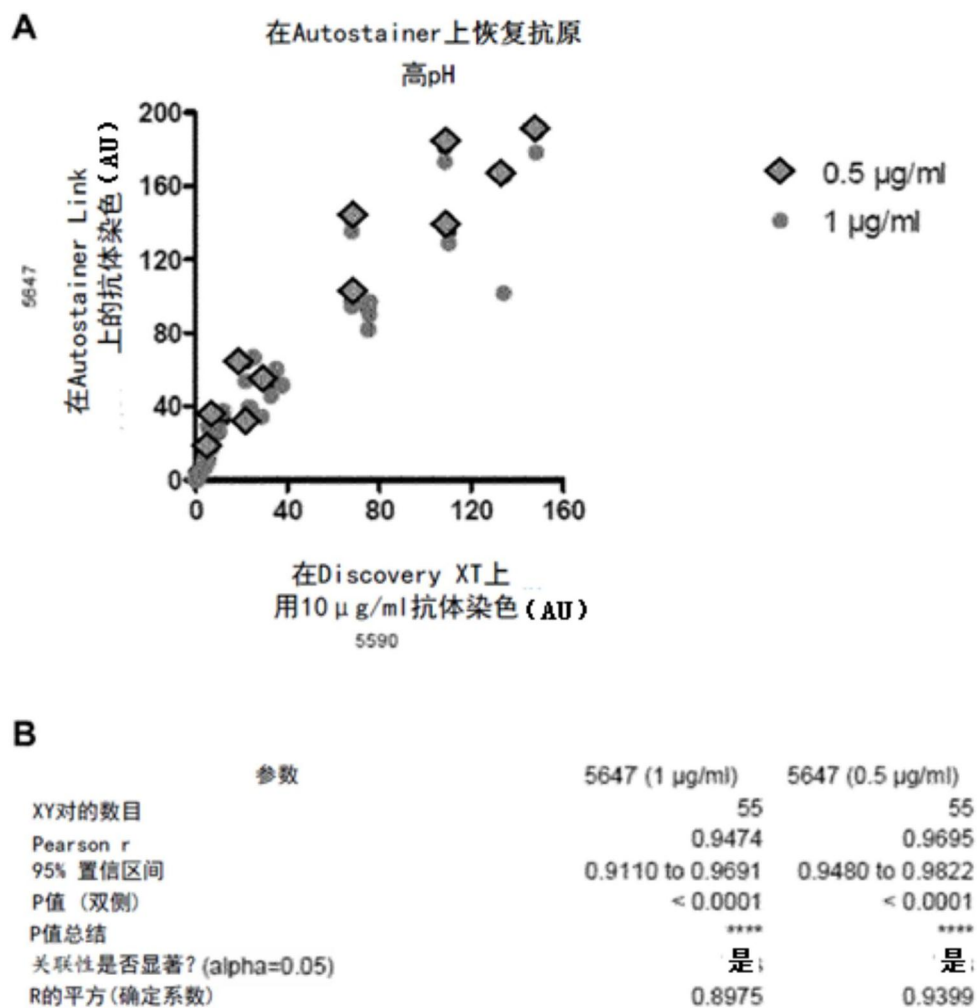 A
在Autostainer上恢复抗原
高pH
200
160
120
80
40
0
在Autostainer Link
上的抗体染色(AU)
5647
0.5 µg/ml
1 µg/ml
0
40
80
120
160
在Discovery XT上
用10μg/ml抗体染色(AU)
5590
B
参数 5647 (1 µg/ml) 5647 (0.5 µg/ml)
XY对的数目 55 55
Pearson r 0.9474 0.9695
95% 置信区间 0.9110 to 0.9691 0.9480 to 0.9822
P值 (双侧) < 0.0001 < 0.0001
P值总结 **** ****
关联性是否显著? (alpha=0.05) 是 是
R的平方(确定系数) 0.8975 0.9399